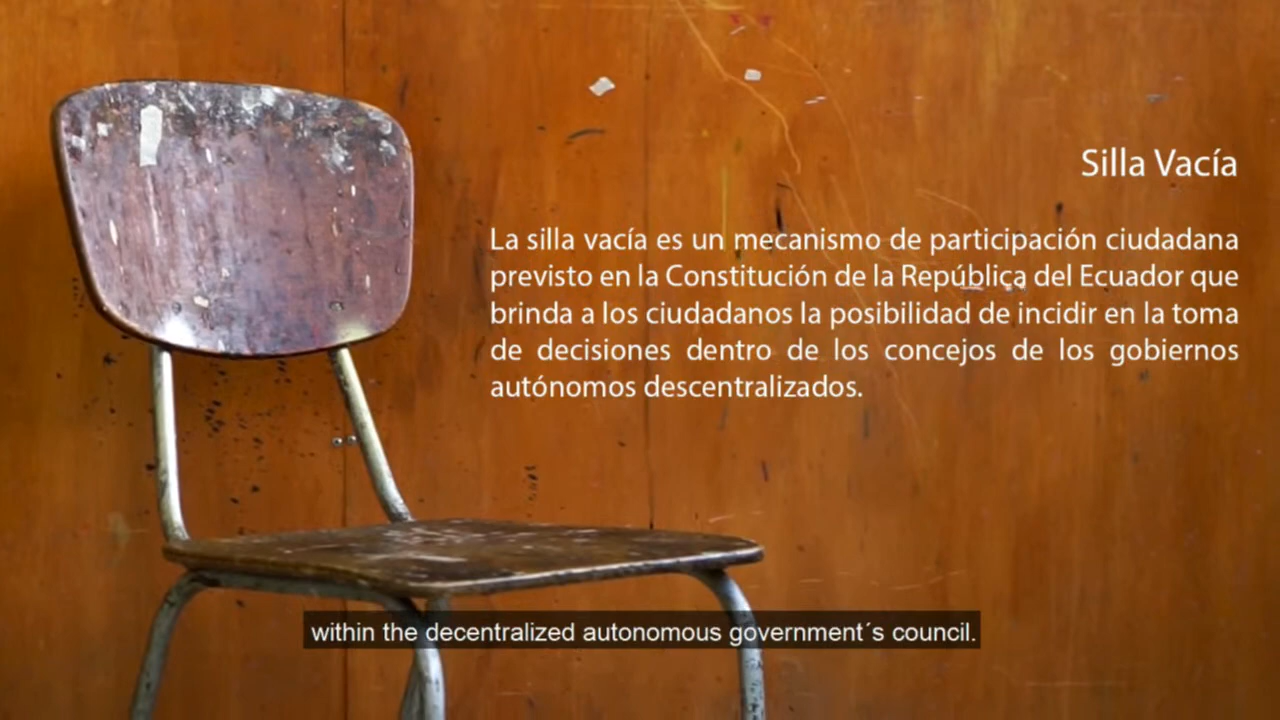 Silla Vacía
La silla vacía es un mecanismo de participación ciudadana
previsto en la Constitución de la República del Ecuador que
brinda a los ciudadanos la posibilidad de incidir en la toma
de decisiones dentro de los concejos de los gobiernos
autónomos descentralizados.
within the decentralized autonomous government´s council.